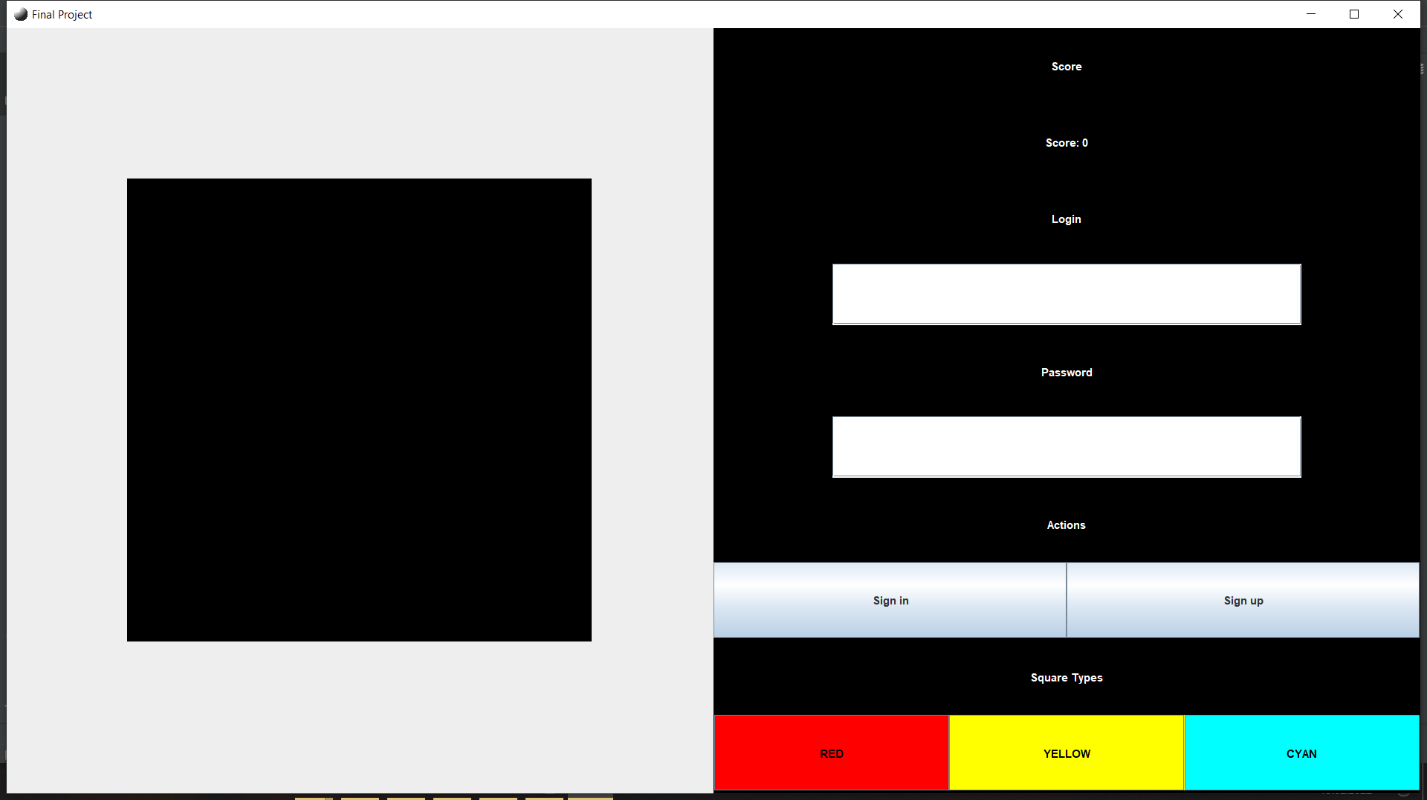 Final Project
Score
Score: 0
Login
Password
Actions
Sign in
Sign up
Square Types
RED
YELLOW
CYAN